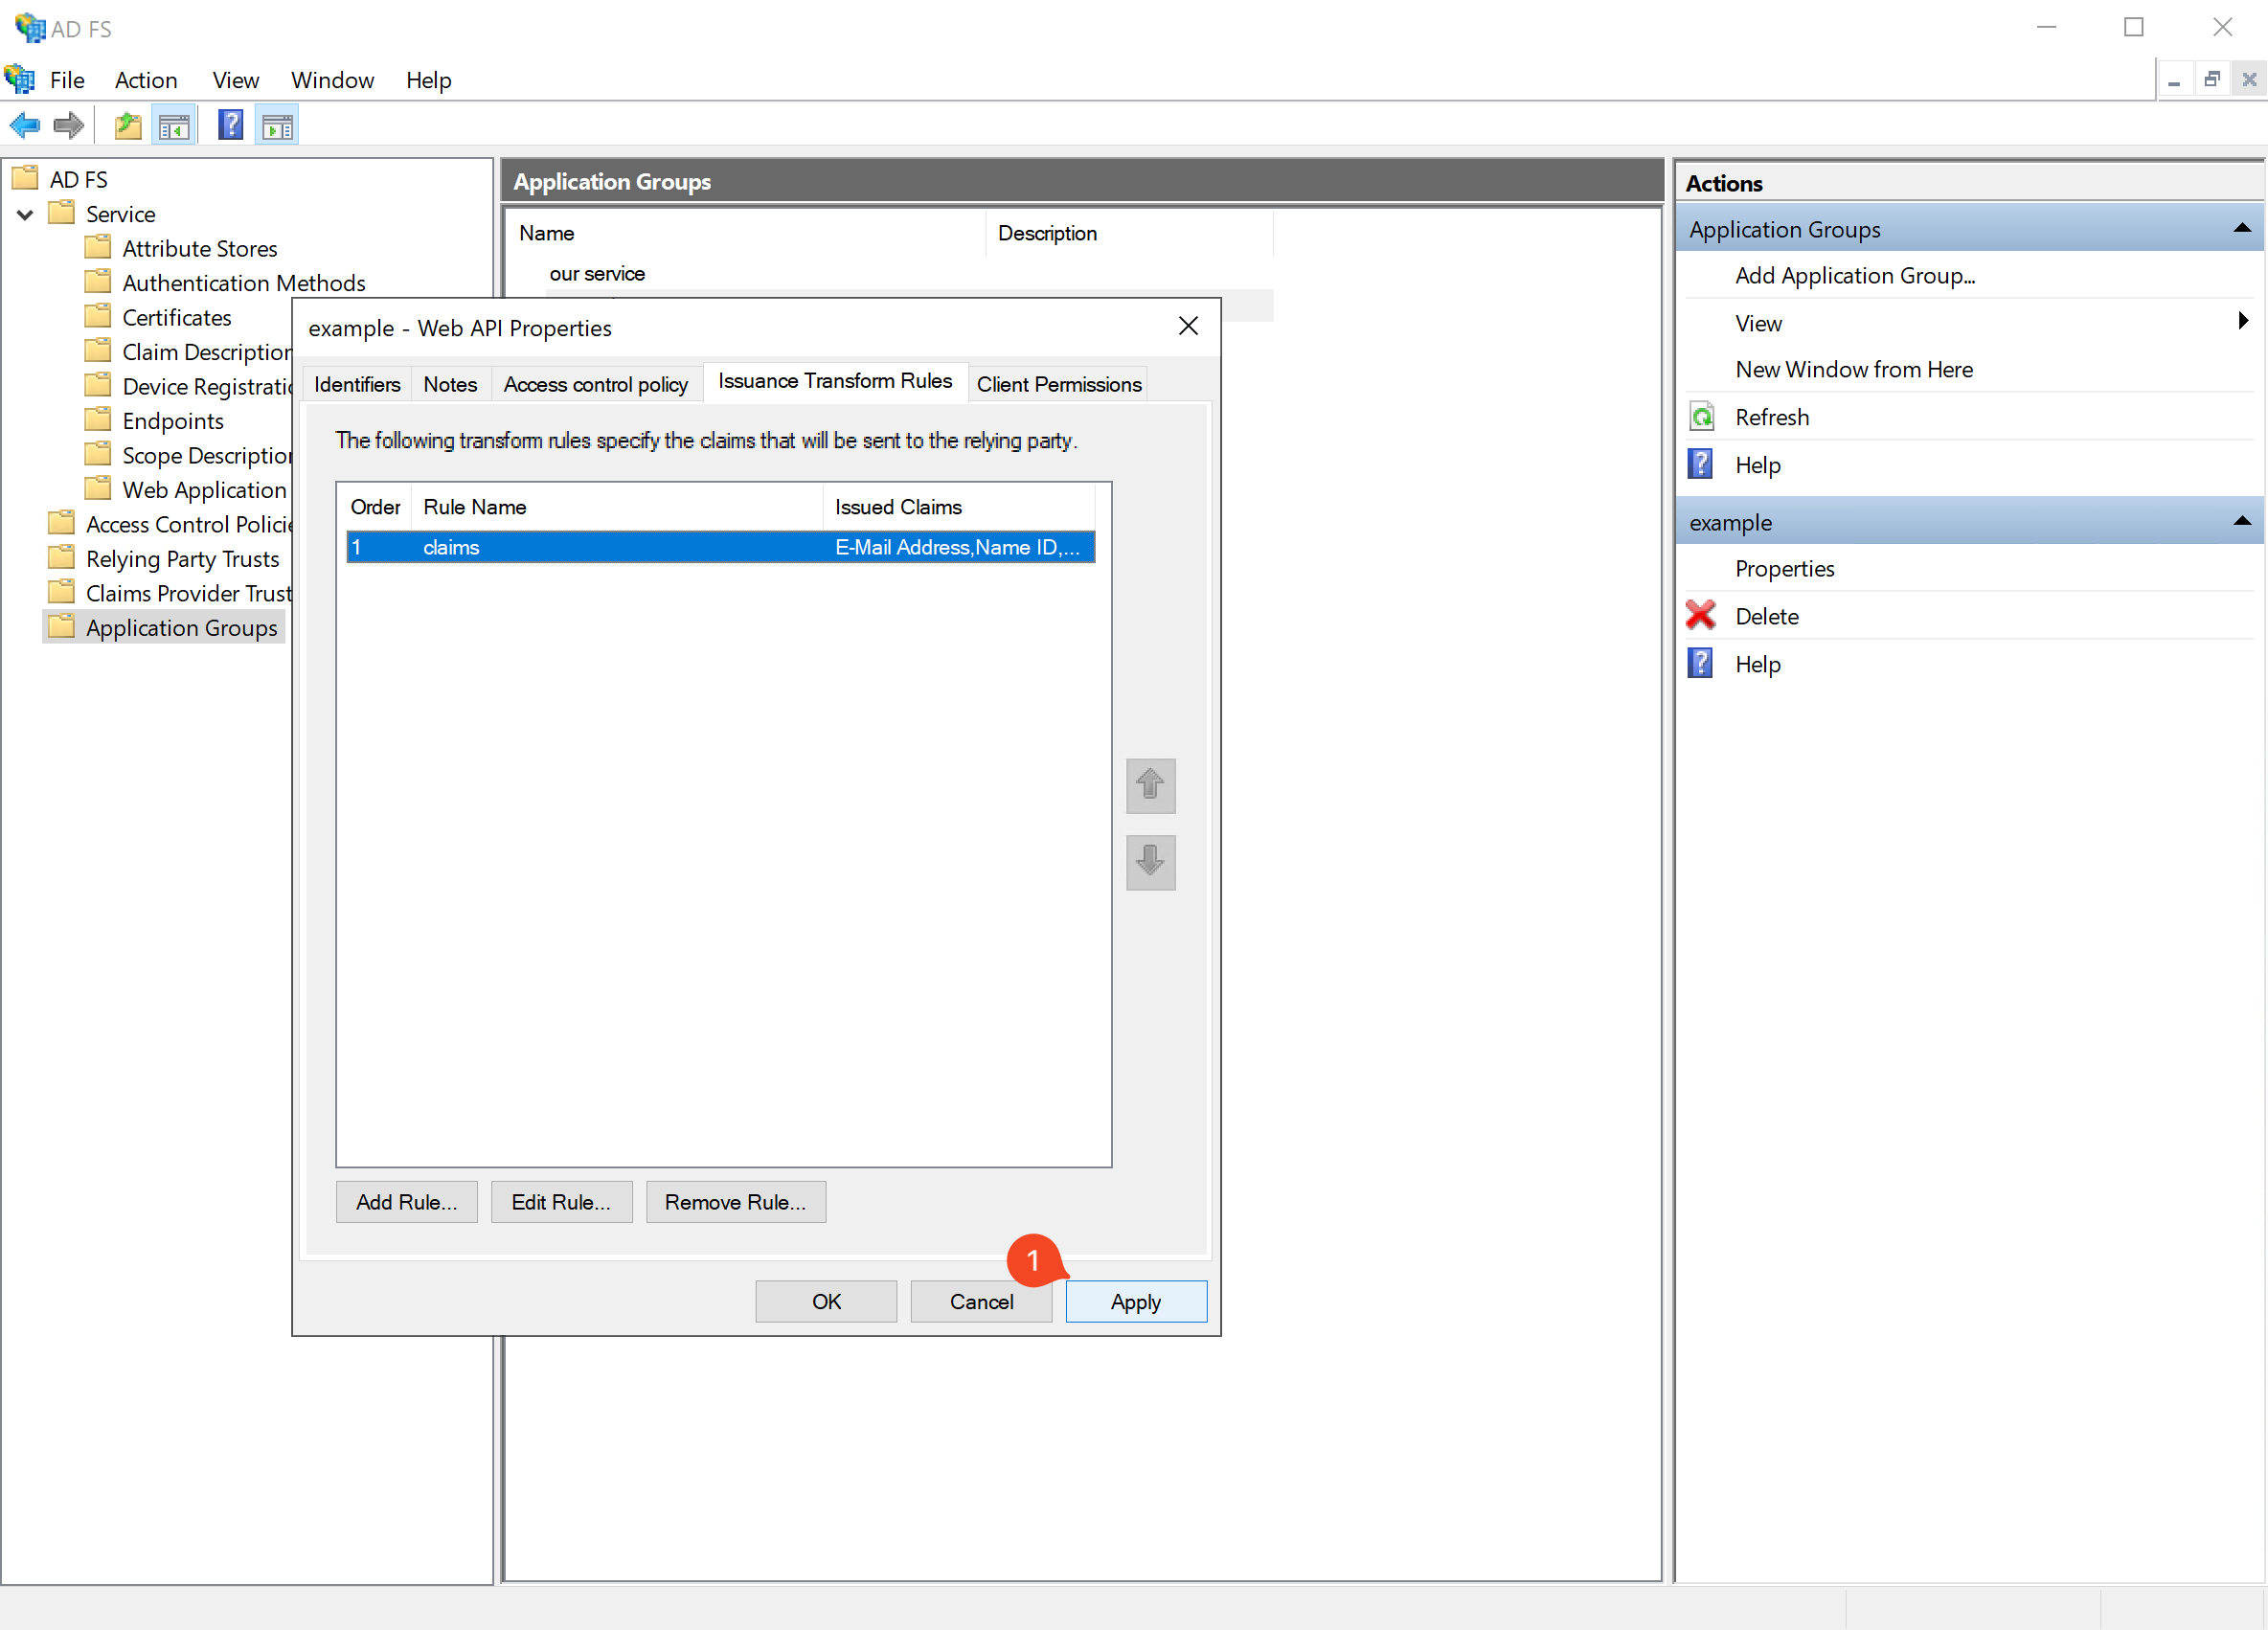 AD FS
File Action View Window Help
AD FS
Service
Attribute Stores
Authentication Methods
Certificates
Claim Description
Device Registratic
Endpoints
Scope Description
Web Application
Access Control Policie
Relying Party Trusts
Claims Provider Trust
Application Groups
Application Groups
Name Description
our service
example - Web API Properties
Identifiers Notes Access control policy Issuance Transform Rules Client Permissions
The following transform rules specify the claims that will be sent to the relying party.
Order Rule Name Issued Claims
1 claims E-Mail Address,Name ID,...
Add Rule... Edit Rule... Remove Rule...
1
OK Cancel Apply
Actions
Application Groups
Add Application Group...
View
New Window from Here
Refresh
Help
example
Properties
Delete
Help